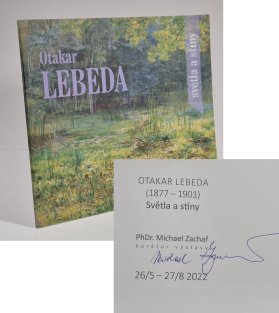 Otakar
LEBEDA
světla a stíny
OTAKAR LEBEDA
(1877 – 1901)
Světla a stíny
PhDr. Michael Zachař
kurátor výstavy
26/5 – 27/8 2022